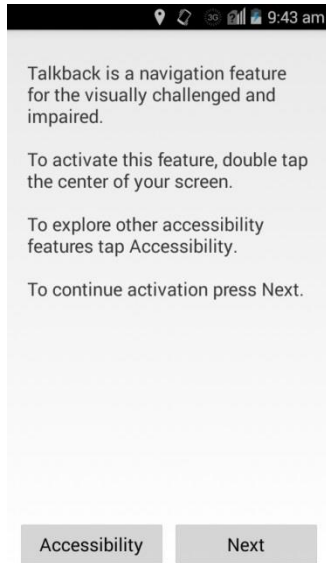 3G 9:43 am
Talkback is a navigation feature
for the visually challenged and
impaired.
To activate this feature, double tap
the center of your screen.
To explore other accessibility
features tap Accessibility.
To continue activation press Next.
Accessibility Next